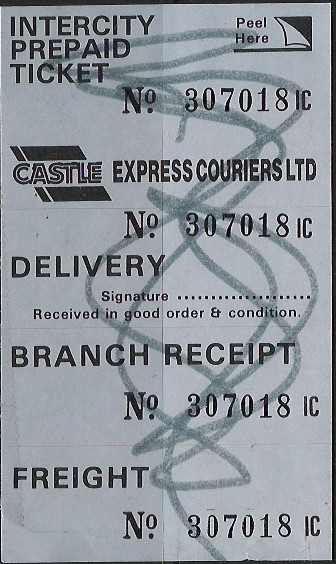 INTERCITY
PREPAID
TICKET
Peel
Here
No. 307018 IC
CASTLE EXPRESS COURIERS LTD
No. 307018 IC
DELIVERY
Signature ........................
Received in good order & condition.
BRANCH RECEIPT
No. 307018 IC
FREIGHT
No. 307018 IC